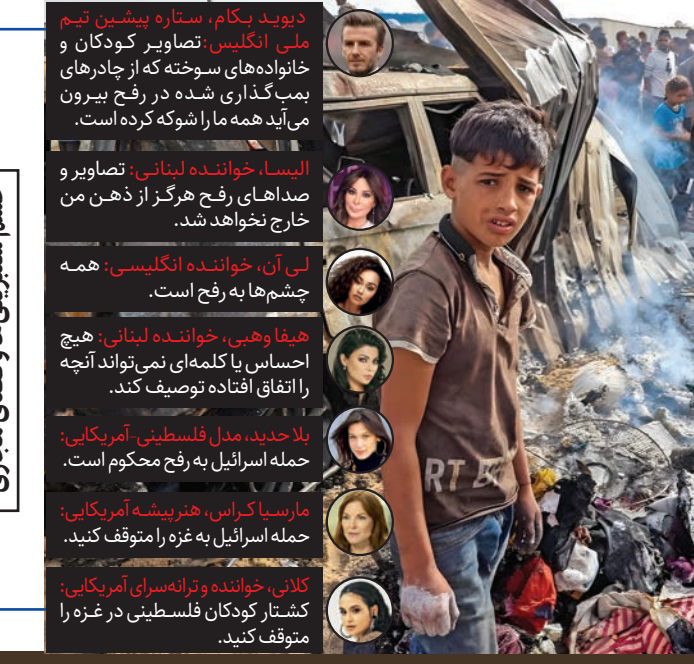 دیوید بکام، ستاره پیشین تیم
ملی انگلیس: تصاویر کودکان و
خانواده‌های سوخته که از چادرهای
بمب‌گذاری شده در رفح بیرون
می‌آید همه ما را شوکه کرده است.
الیسا، خواننده لبنانی: تصاویر و
صداهای رفح هرگز از ذهن من
خارج نخواهد شد.
لی آن، خواننده انگلیسی: همه
چشم‌ها به رفح است.
هیفا وهبی، خواننده لبنانی: هیچ
احساس یا کلمه‌ای نمی‌تواند آنچه
را اتفاق افتاده توصیف کند.
بلا حدید، مدل فلسطینی-آمریکایی:
حمله اسرائیل به رفح محکوم است.
مارسیا کراس، هنرپیشه آمریکایی:
حمله اسرائیل به غزه را متوقف کنید.
کلانی، خواننده و ترانه‌سرای آمریکایی:
کشتار کودکان فلسطینی در غزه را
متوقف کنید.
RT